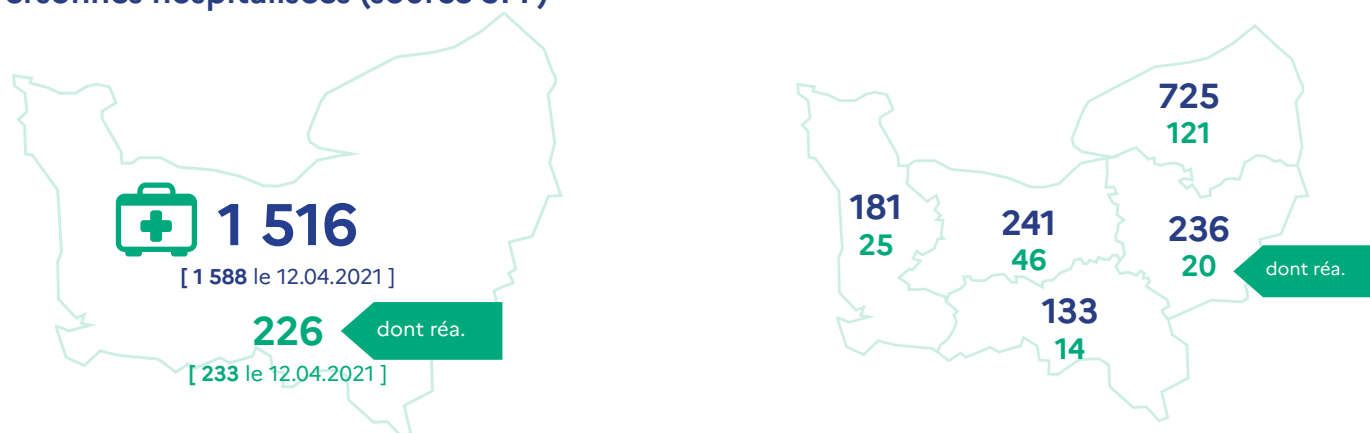 hospitalisées
1 516
[ 1 588 le 12.04.2021 ]
226
dont réa.
[ 233 le 12.04.2021 ]
725
121
181
25
241
46
236
20
dont réa.
133
14